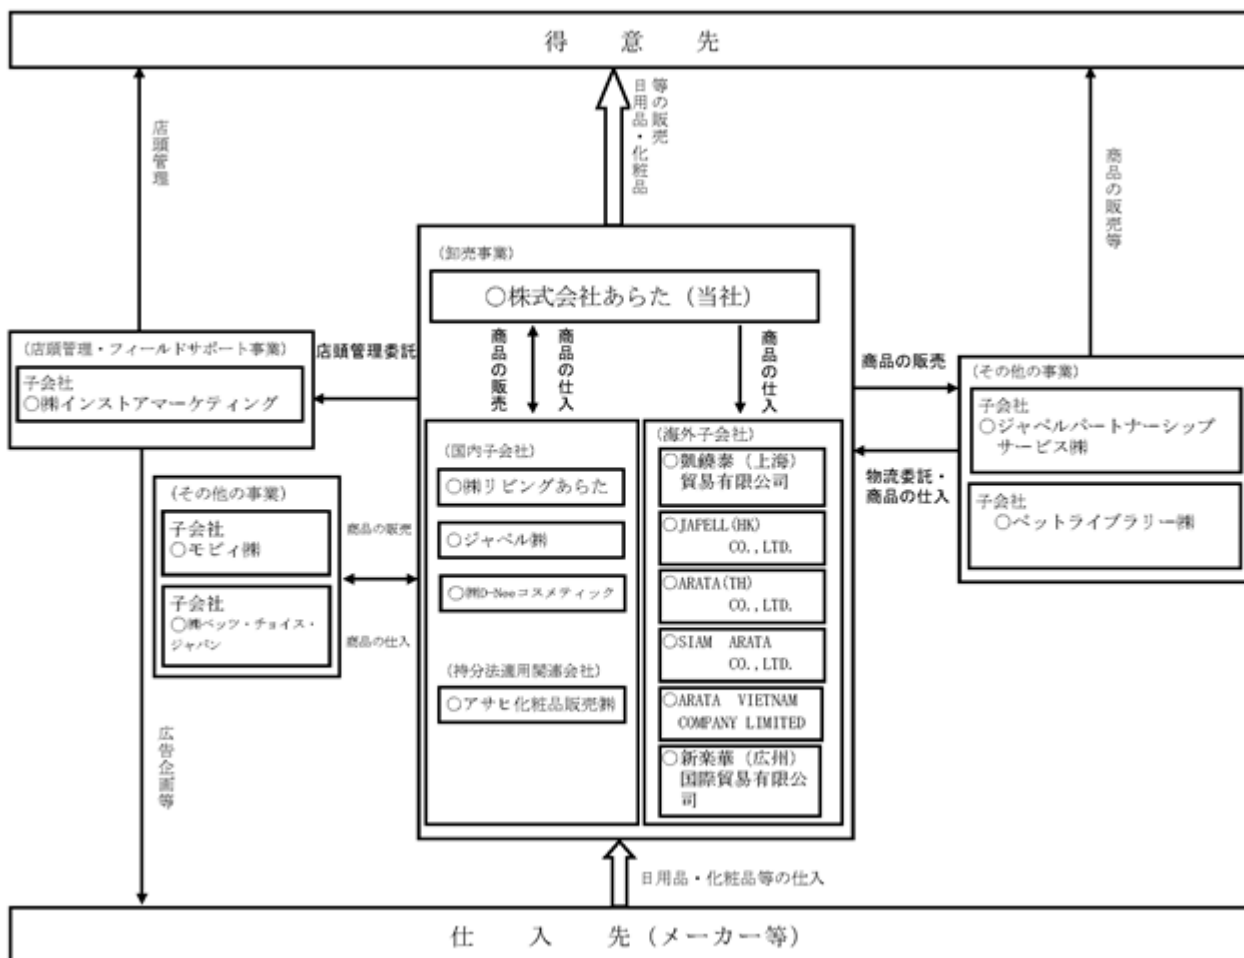 得 意 先
店頭管理
日用品・化粧品
等の販売
商品の販売等
(卸売事業)
○株式会社あらた(当社)
商品の販売
商品の仕入
商品の仕入
(店頭管理・フィールドサポート事業)
子会社
○㈱インストアマーケティング
店頭管理委託
商品の販売
物流委託・
商品の仕入
(その他の事業)
子会社
○ジャペルパートナーシップ
サービス㈱
子会社
○ペットライブラリー㈱
(その他の事業)
子会社
○モビィ㈱
子会社
○㈱ペッツ・チョイス・
ジャパン
商品の販売
商品の仕入
(国内子会社)
○㈱リビングあらた
○ジャペル㈱
○㈱D-Neeコスメティック
(持分法適用関連会社)
○アサヒ化粧品販売㈱
(海外子会社)
○凱饒泰(上海)
貿易有限公司
○JAPELL(HK)
CO.,LTD.
○ARATA(TH)
CO.,LTD.
○SIAM ARATA
CO.,LTD.
○ARATA VIETNAM
COMPANY LIMITED
○新楽華(広州)
国際貿易有限公
司
広告企画等
日用品・化粧品等の仕入
仕 入 先(メーカー等)